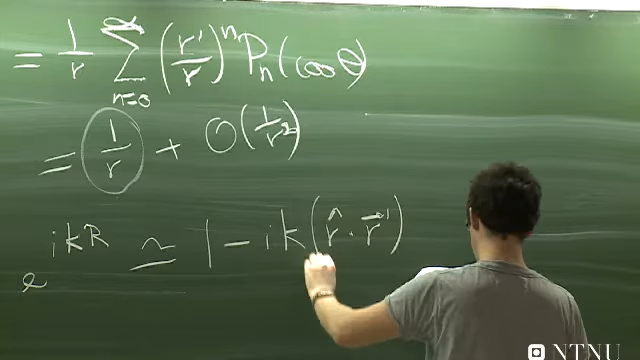 = 1/r ∑_{n=0}^{∞} (r'/r)^n P_n(cos θ)
= 1/r + O(1/r²)
e^{ikR} ≃ 1 - ik(r̂ · r⃗')
NTNU